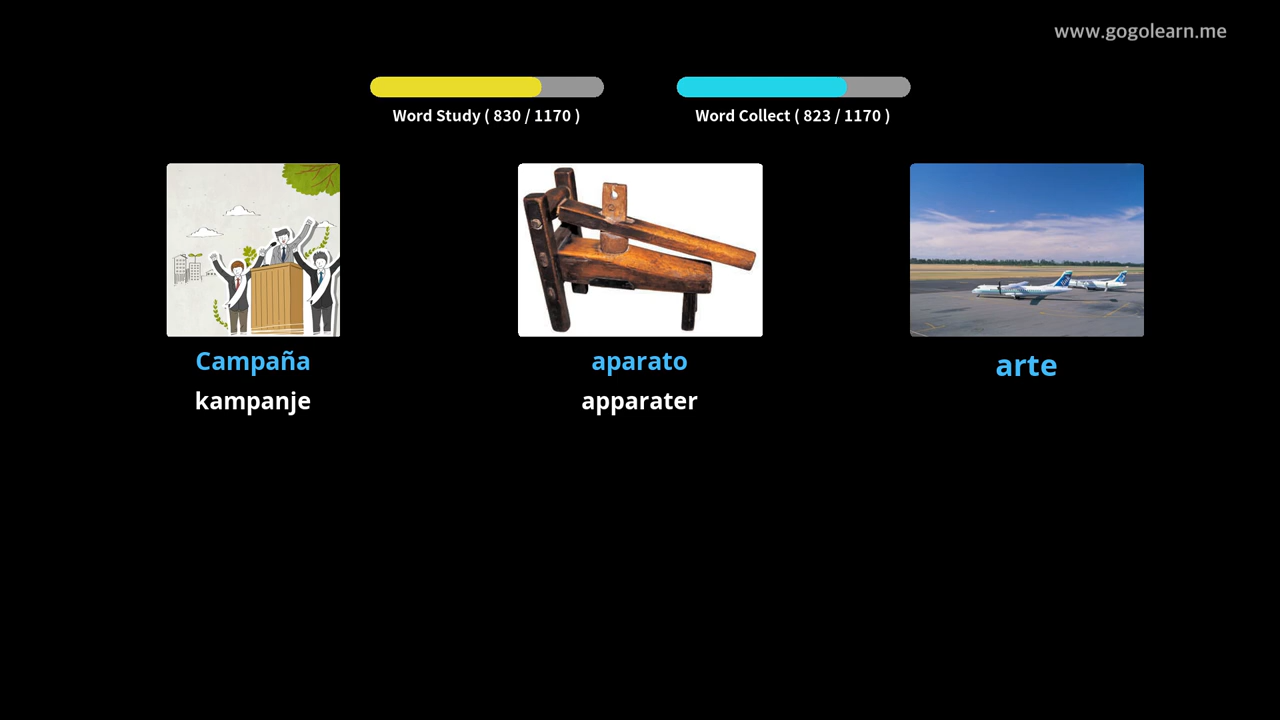 www.gogolearn.me
Word Study ( 830 / 1170 )
Word Collect ( 823 / 1170 )
Campaña
kampanje
aparato
apparater
arte